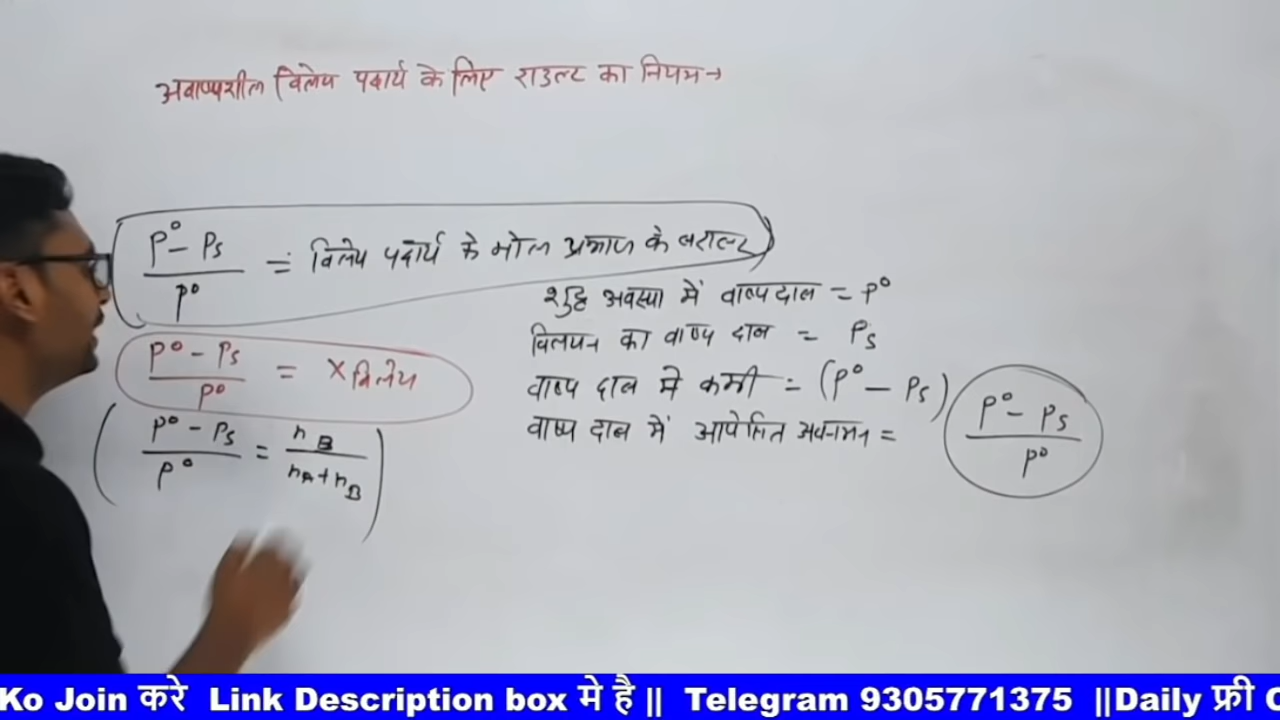 अवाष्पशील विलेय पदार्थ के लिए राउल्ट का नियम→
P° - Ps / P° = विलेय पदार्थ के मोल प्रभाज के बराबर
शुद्ध अवस्था में वाष्पदाब = P°
विलयन का वाष्प दाब = Ps
वाष्प दाब में कमी = (P° - Ps)
वाष्प दाब में आपेक्षित अवनमन = P° - Ps / P°
P° - Ps / P° = x विलेय
P° - Ps / P° = nB / nA + nB
Ko Join करे Link Description box मे है || Telegram 9305771375 ||Daily फ्री C